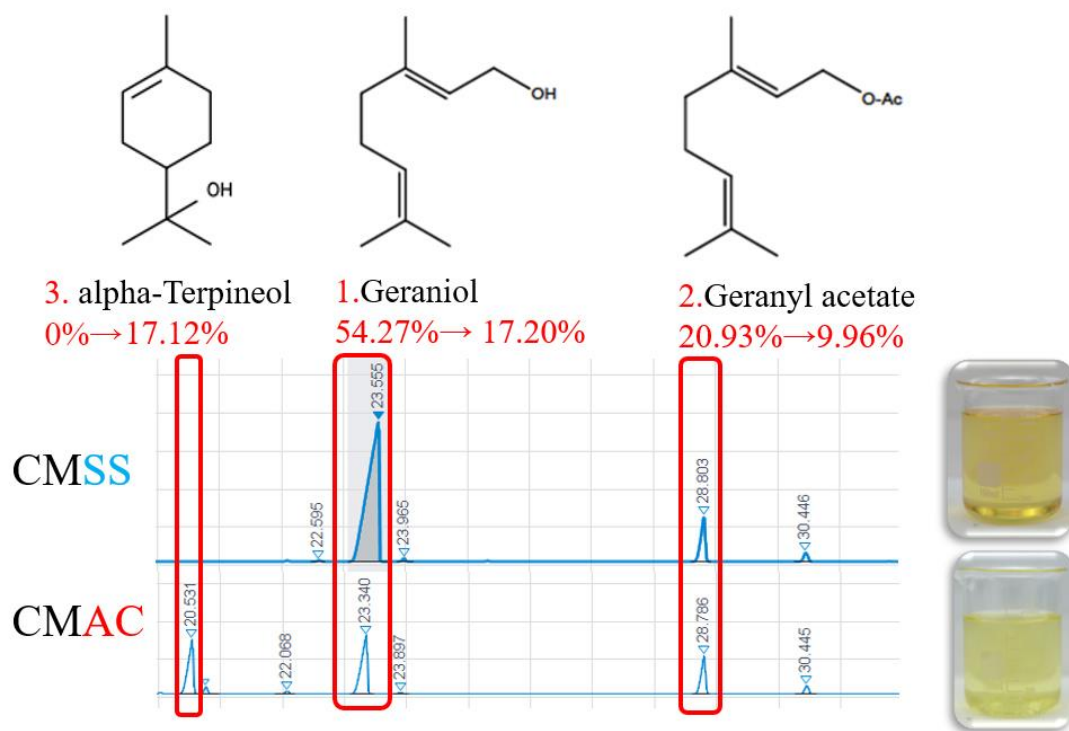 OH
OH
O-Ac
3. alpha-Terpineol
0%→17.12%
1.Geraniol
54.27%→ 17.20%
2.Geranyl acetate
20.93%→9.96%
CMSS
22.595
23.555
23.965
28.803
30.446
CMAC
20.531
22.068
23.340
23.897
28.786
30.445